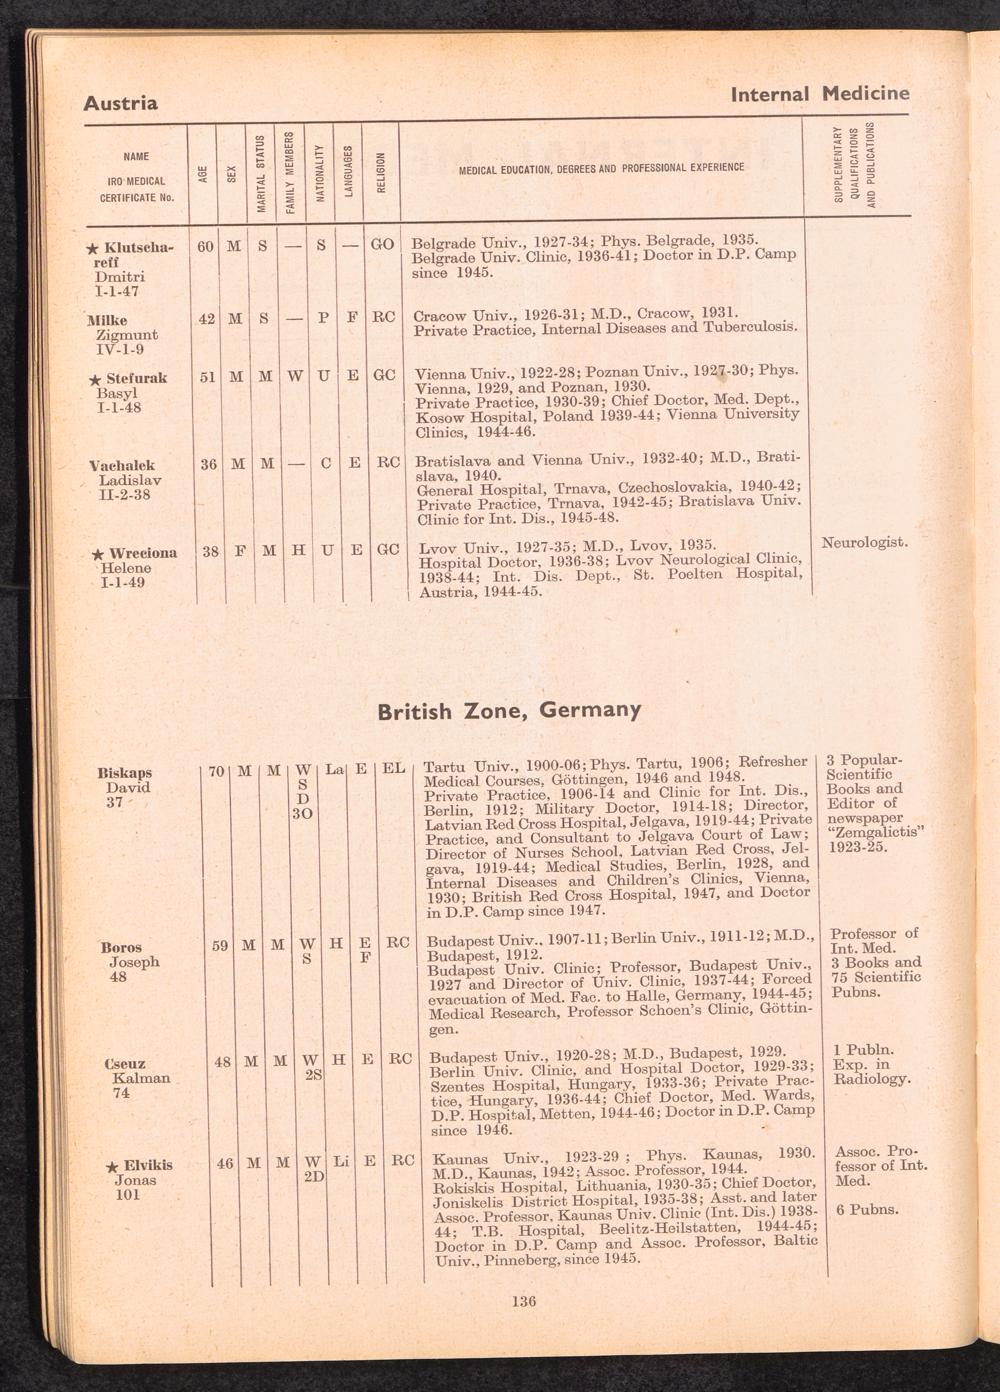 Austria
Internal Medicine
NAME
IRO MEDICAL
CERTIFICATE No.
AGE
SEX
MARITAL STATUS
FAMILY MEMBERS
NATIONALITY
LANGUAGES
RELIGION
MEDICAL EDUCATION, DEGREES AND PROFESSIONAL EXPERIENCE
SUPPLEMENTARY
QUALIFICATIONS
AND PUBLICATIONS
★ Klutscha-
reff
Dmitri
I-1-47
60 M S — S — GO
Belgrade Univ., 1927-34; Phys. Belgrade, 1935.
Belgrade Univ. Clinic, 1936-41; Doctor in D.P. Camp
since 1945.
Milke
Zigmunt
IV-1-9
42 M S — P F RC
Cracow Univ., 1926-31; M.D., Cracow, 1931.
Private Practice, Internal Diseases and Tuberculosis.
★ Stefurak
Basyl
I-1-48
51 M M W U E GC
Vienna Univ., 1922-28; Poznan Univ., 1927-30; Phys.
Vienna, 1929, and Poznan, 1930.
Private Practice, 1930-39; Chief Doctor, Med. Dept.,
Kosow Hospital, Poland 1939-44; Vienna University
Clinics, 1944-46.
Vachalek
Ladislav
II-2-38
36 M M — C E RC
Bratislava and Vienna Univ., 1932-40; M.D., Brati-
slava, 1940.
General Hospital, Trnava, Czechoslovakia, 1940-42;
Private Practice, Trnava, 1942-45; Bratislava Univ.
Clinic for Int. Dis., 1945-48.
★ Wreciona
Helene
I-1-49
38 F M H U E GC
Lvov Univ., 1927-35; M.D., Lvov, 1935.
Hospital Doctor, 1936-38; Lvov Neurological Clinic,
1938-44; Int. Dis. Dept., St. Poelten Hospital,
Austria, 1944-45.
Neurologist.
British Zone, Germany
Biskaps
David
37
70 M M W La E EL
S
D
3O
Tartu Univ., 1900-06; Phys. Tartu, 1906; Refresher
Medical Courses, Göttingen, 1946 and 1948.
Private Practice, 1906-14 and Clinic for Int. Dis.,
Berlin, 1912; Military Doctor, 1914-18; Director,
Latvian Red Cross Hospital, Jelgava, 1919-44; Private
Practice, and Consultant to Jelgava Court of Law;
Director of Nurses School, Latvian Red Cross, Jel-
gava, 1919-44; Medical Studies, Berlin, 1928, and
Internal Diseases and Children's Clinics, Vienna,
1930; British Red Cross Hospital, 1947, and Doctor
in D.P. Camp since 1947.
3 Popular-
Scientific
Books and
Editor of
newspaper
“Zemgalictis”
1923-25.
Boros
Joseph
48
59 M M W H E RC
S F
Budapest Univ., 1907-11; Berlin Univ., 1911-12; M.D.,
Budapest, 1912.
Budapest Univ. Clinic; Professor, Budapest Univ.,
1927 and Director of Univ. Clinic, 1937-44; Forced
evacuation of Med. Fac. to Halle, Germany, 1944-45;
Medical Research, Professor Schoen's Clinic, Göttin-
gen.
Professor of
Int. Med.
3 Books and
75 Scientific
Pubns.
Cseuz
Kalman
74
48 M M W H E RC
2S
Budapest Univ., 1920-28; M.D., Budapest, 1929.
Berlin Univ. Clinic, and Hospital Doctor, 1929-33;
Szentes Hospital, Hungary, 1933-36; Private Prac-
tice, Hungary, 1936-44; Chief Doctor, Med. Wards,
D.P. Hospital, Metten, 1944-46; Doctor in D.P. Camp
since 1946.
1 Publn.
Exp. in
Radiology.
★ Elvikis
Jonas
101
46 M M W Li E RC
2D
Kaunas Univ., 1923-29 ; Phys. Kaunas, 1930.
M.D., Kaunas, 1942; Assoc. Professor, 1944.
Rokiskis Hospital, Lithuania, 1930-35; Chief Doctor,
Joniskelis District Hospital, 1935-38; Asst. and later
Assoc. Professor, Kaunas Univ. Clinic (Int. Dis.) 1938-
44; T.B. Hospital, Beelitz-Heilstatten, 1944-45;
Doctor in D.P. Camp and Assoc. Professor, Baltic
Univ., Pinneberg, since 1945.
Assoc. Pro-
fessor of Int.
Med.
6 Pubns.
136